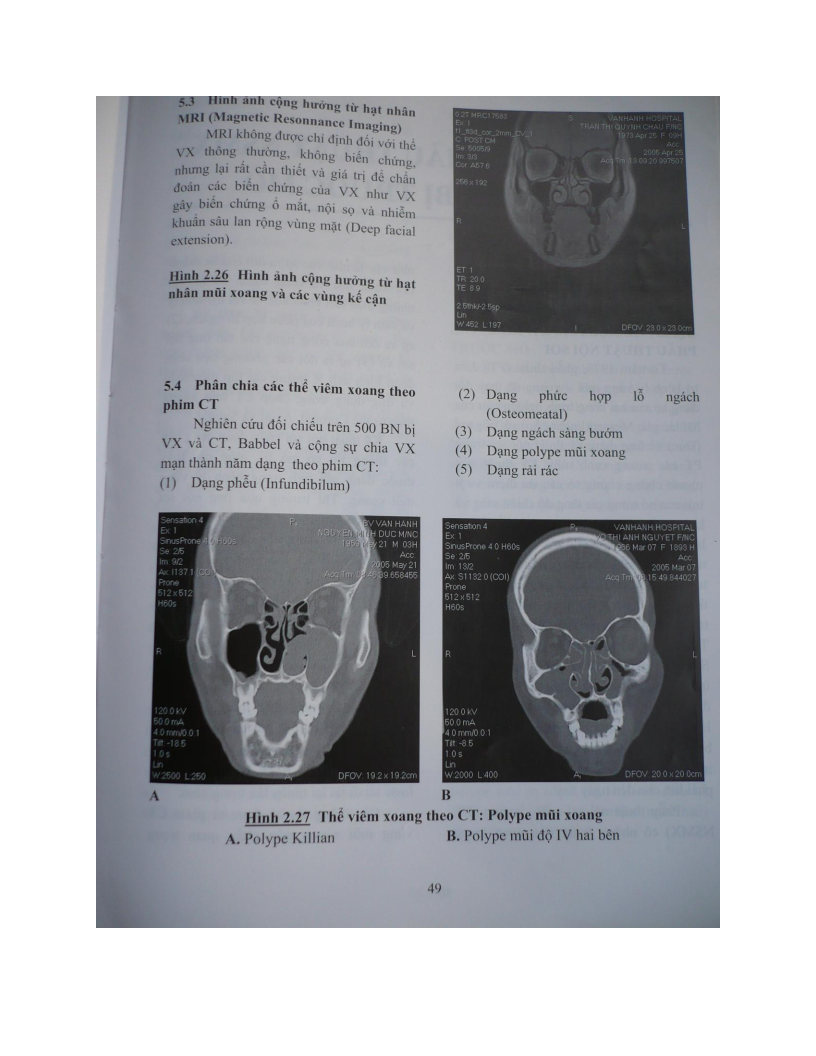 5.3 Hình ảnh cộng hưởng từ hạt nhân
MRI (Magnetic Resonnance Imaging)
MRI không được chỉ định đối với thể
VX thông thường, không biến chứng,
nhưng lại rất cần thiết và giá trị để chẩn
đoán các biến chứng của VX như VX
gây biến chứng ổ mắt, nội sọ và nhiễm
khuẩn sâu lan rộng vùng mặt (Deep facial
extension).
Hình 2.26 Hình ảnh cộng hưởng từ hạt
nhân mũi xoang và các vùng kế cận
0.2T MRC17583
Ex: 1
t1_fl3d_cor_2mm_CV_1
C: POST CM
Se: 5005/9
Im: 3/3
Cor: A57.6
256 x 192
S
VANHANH HOSPITAL
TRAN THI QUYNH CHAU F/NC
1973 Apr 25 F 09H
Acc:
2005 Apr 25
Acq Tm: 18:09:20.997507
R
L
ET: 1
TR: 20.0
TE: 8.9
2.5thk/-2.5sp
Lin
W:452 L:197
I
DFOV: 23.0 x 23.0cm
5.4 Phân chia các thể viêm xoang theo
phim CT
Nghiên cứu đối chiếu trên 500 BN bị
VX và CT, Babbel và cộng sự chia VX
mạn thành năm dạng theo phim CT:
(1) Dạng phễu (Infundibilum)
(2) Dạng phức hợp lỗ ngách
(Osteomeatal)
(3) Dạng ngách sàng bướm
(4) Dạng polype mũi xoang
(5) Dạng rải rác
Sensation 4
Ex: 1
SinusProne 4.0 H60s
Se: 2/5
Im: 9/2
Ax: I137.1 (COI)
Prone
512 x 512
H60s
BV VAN HANH
NGUYEN MINH DUC M/NC
May 21 M 03H
Acc:
2005 May 21
Acq Tm: 08:46:39.658455
R
L
120.0 kV
50.0 mA
4.0 mm/0.0:1
Tilt: -18.5
1.0 s
Lin
W:2500 L:250
DFOV: 19.2 x 19.2cm
Sensation 4
Ex: 1
SinusProne 4.0 H60s
Se: 2/5
Im: 13/2
Ax: S1132.0 (COI)
Prone
512 x 512
H60s
VANHANH HOSPITAL
VO THI ANH NGUYET F/NC
Mar 07 F 1893 H
Acc:
2005 Mar 07
Acq Tm: 08:15:49.844027
R
L
120.0 kV
50.0 mA
4.0 mm/0.0:1
Tilt: -8.5
1.0 s
Lin
W:2000 L:400
DFOV: 20.0 x 20.0cm
A
B
Hình 2.27 Thể viêm xoang theo CT: Polype mũi xoang
A. Polype Killian
B. Polype mũi độ IV hai bên
49